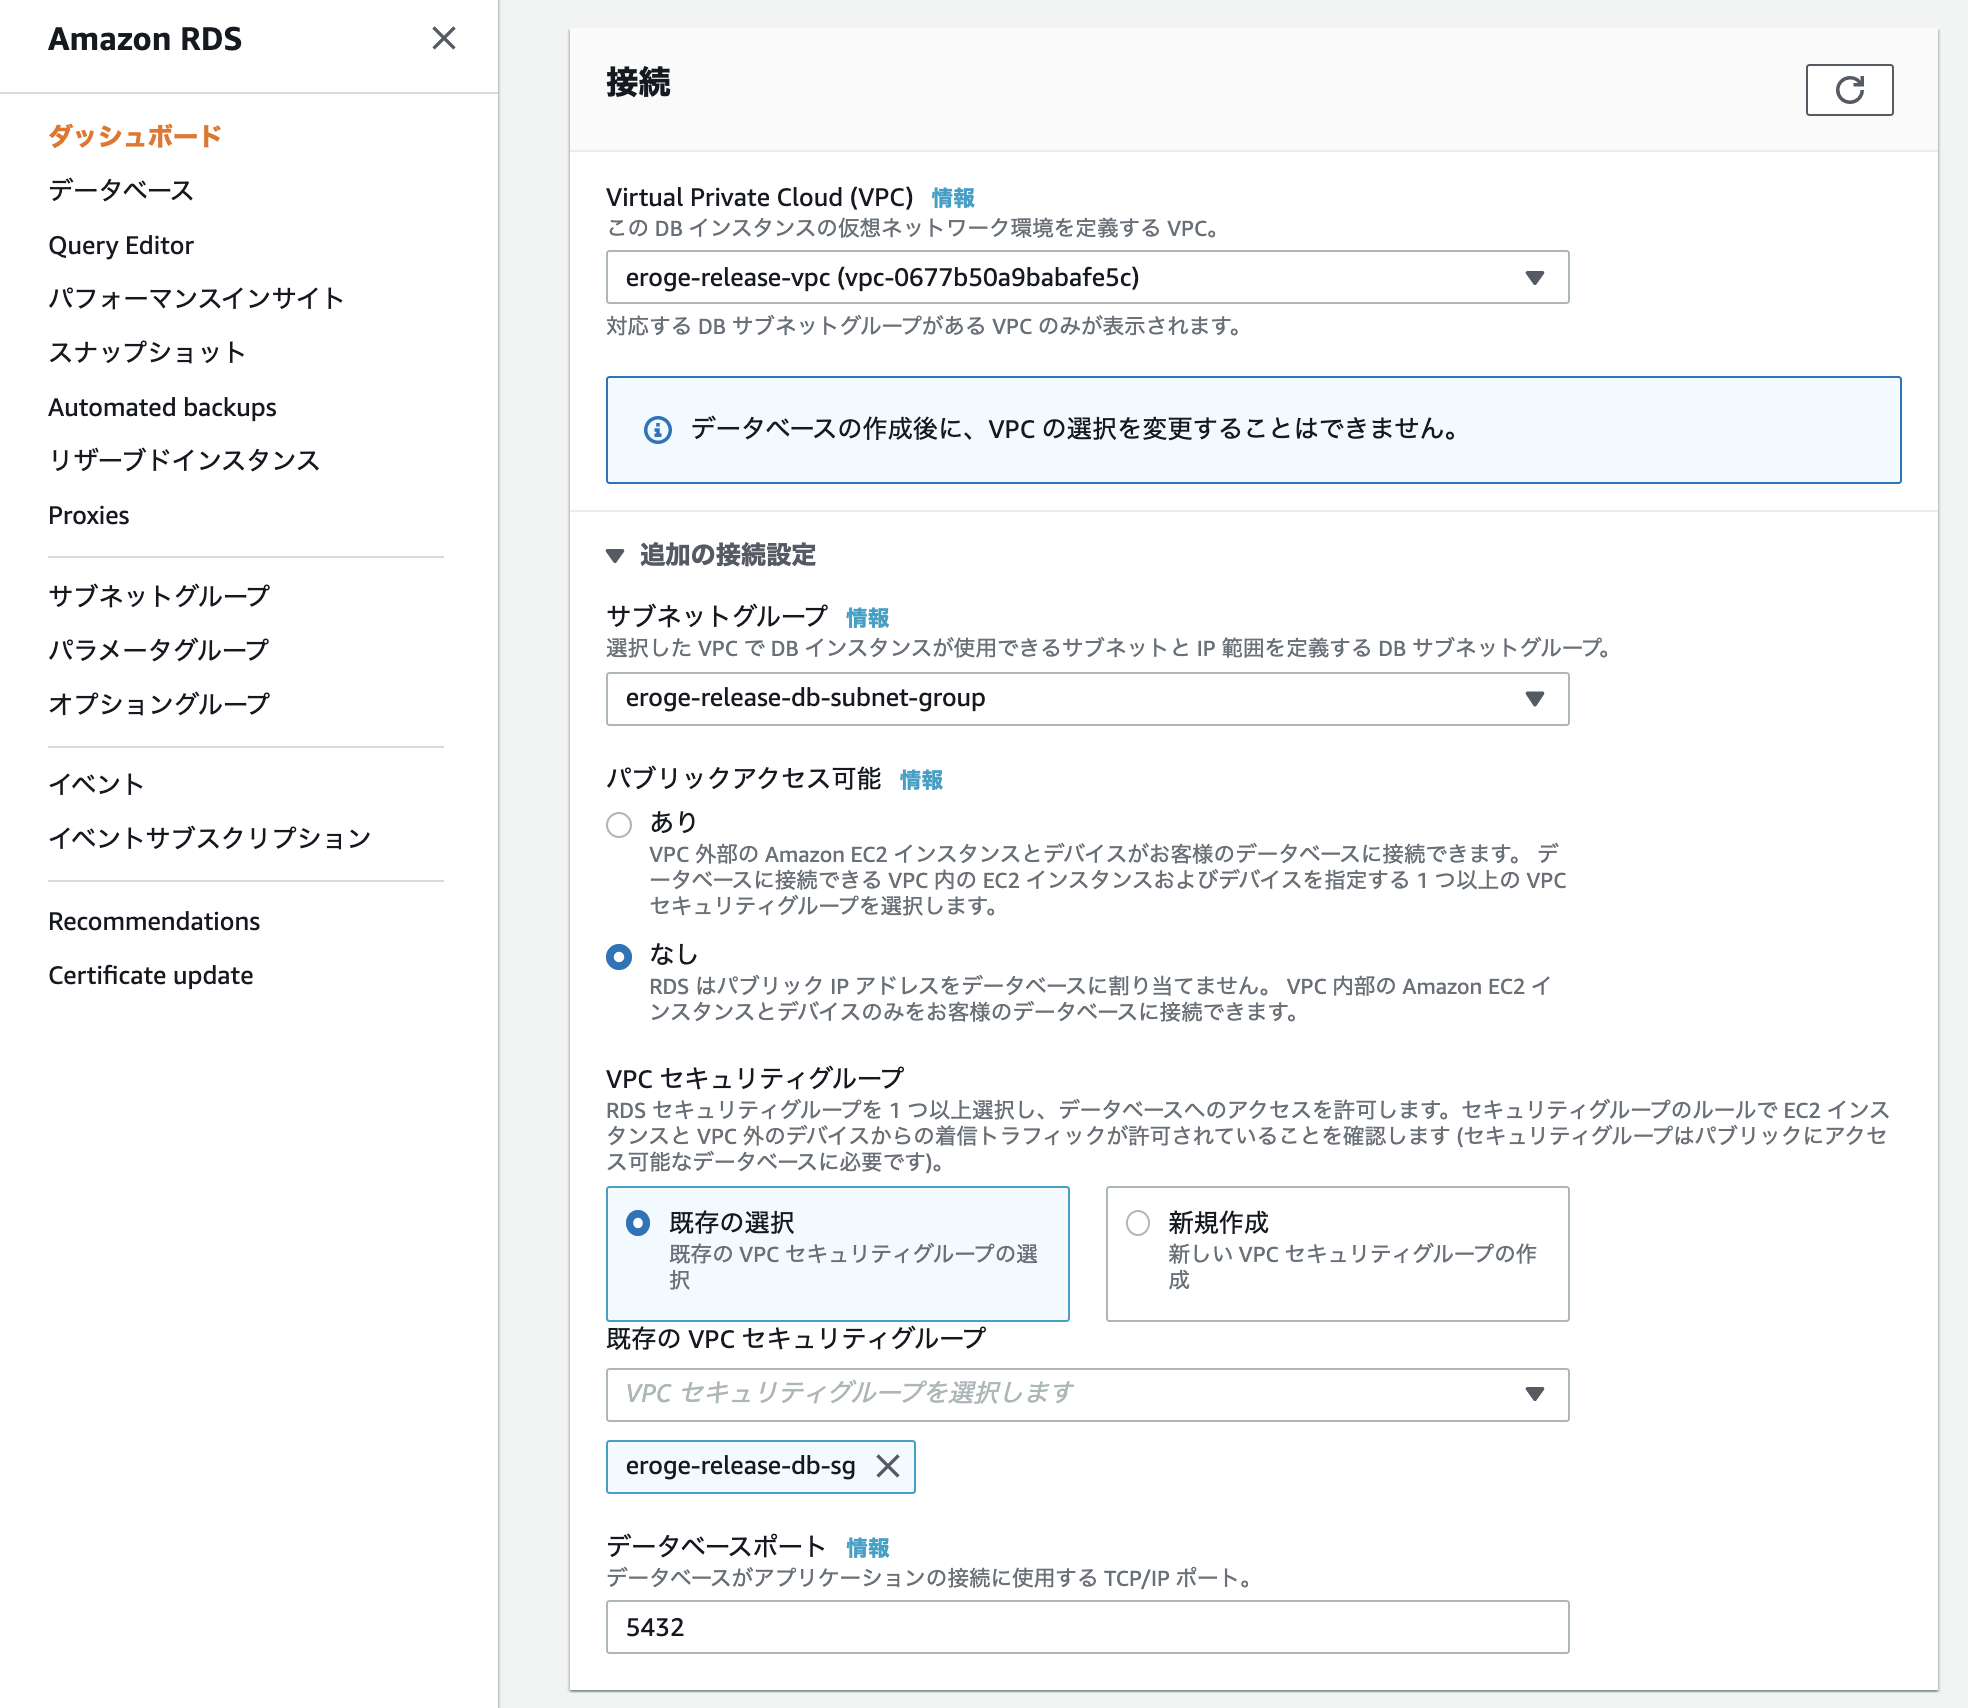 Amazon RDS
ダッシュボード
データベース
Query Editor
パフォーマンスインサイト
スナップショット
Automated backups
リザーブドインスタンス
Proxies
サブネットグループ
パラメータグループ
オプショングループ
イベント
イベントサブスクリプション
Recommendations
Certificate update
接続
Virtual Private Cloud (VPC) 情報
この DB インスタンスの仮想ネットワーク環境を定義する VPC。
eroge-release-vpc (vpc-0677b50a9babafe5c)
対応する DB サブネットグループがある VPC のみが表示されます。
データベースの作成後に、VPC の選択を変更することはできません。
追加の接続設定
サブネットグループ 情報
選択した VPC で DB インスタンスが使用できるサブネットと IP 範囲を定義する DB サブネットグループ。
eroge-release-db-subnet-group
パブリックアクセス可能 情報
あり
VPC 外部の Amazon EC2 インスタンスとデバイスがお客様のデータベースに接続できます。 デ
ータベースに接続できる VPC 内の EC2 インスタンスおよびデバイスを指定する 1 つ以上の VPC
セキュリティグループを選択します。
なし
RDS はパブリック IP アドレスをデータベースに割り当てません。 VPC 内部の Amazon EC2 イ
ンスタンスとデバイスのみをお客様のデータベースに接続できます。
VPC セキュリティグループ
RDS セキュリティグループを 1 つ以上選択し、データベースへのアクセスを許可します。セキュリティグループのルールで EC2 インス
タンスと VPC 外のデバイスからの着信トラフィックが許可されていることを確認します (セキュリティグループはパブリックにアクセ
ス可能なデータベースに必要です)。
既存の選択
既存の VPC セキュリティグループの選
択
新規作成
新しい VPC セキュリティグループの作
成
既存の VPC セキュリティグループ
VPC セキュリティグループを選択します
eroge-release-db-sg
データベースポート 情報
データベースがアプリケーションの接続に使用する TCP/IP ポート。
5432